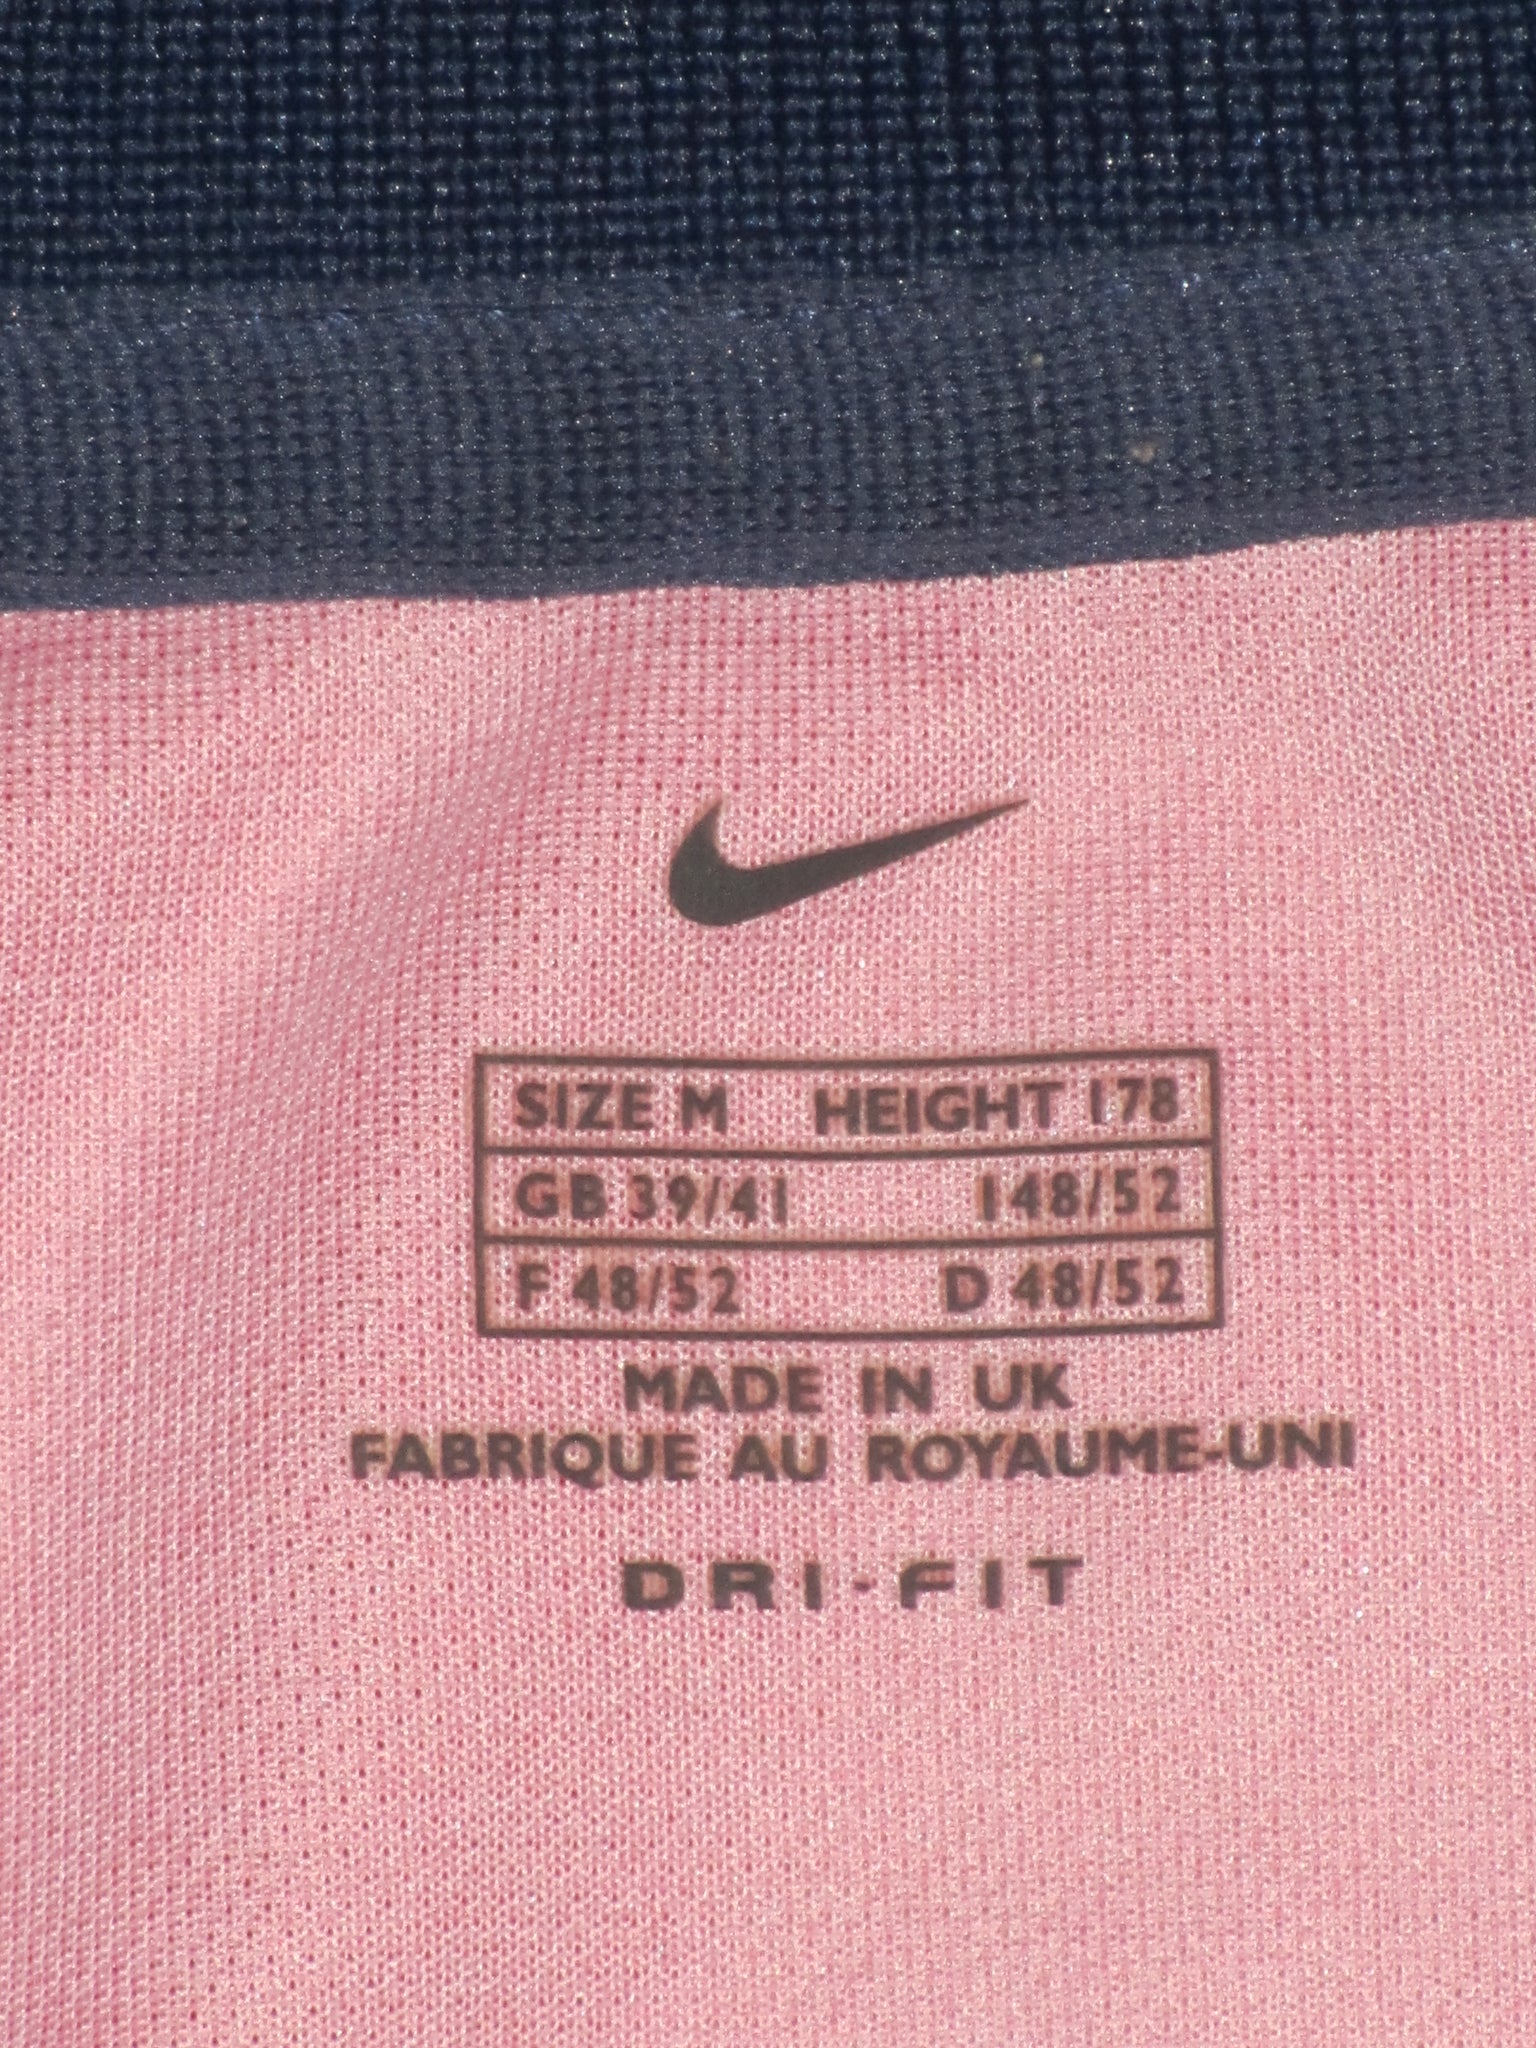 SIZE M HEIGHT 178
GB 39/41 I 48/52
F 48/52 D 48/52
MADE IN UK
FABRIQUE AU ROYAUME-UNI
DRI-FIT